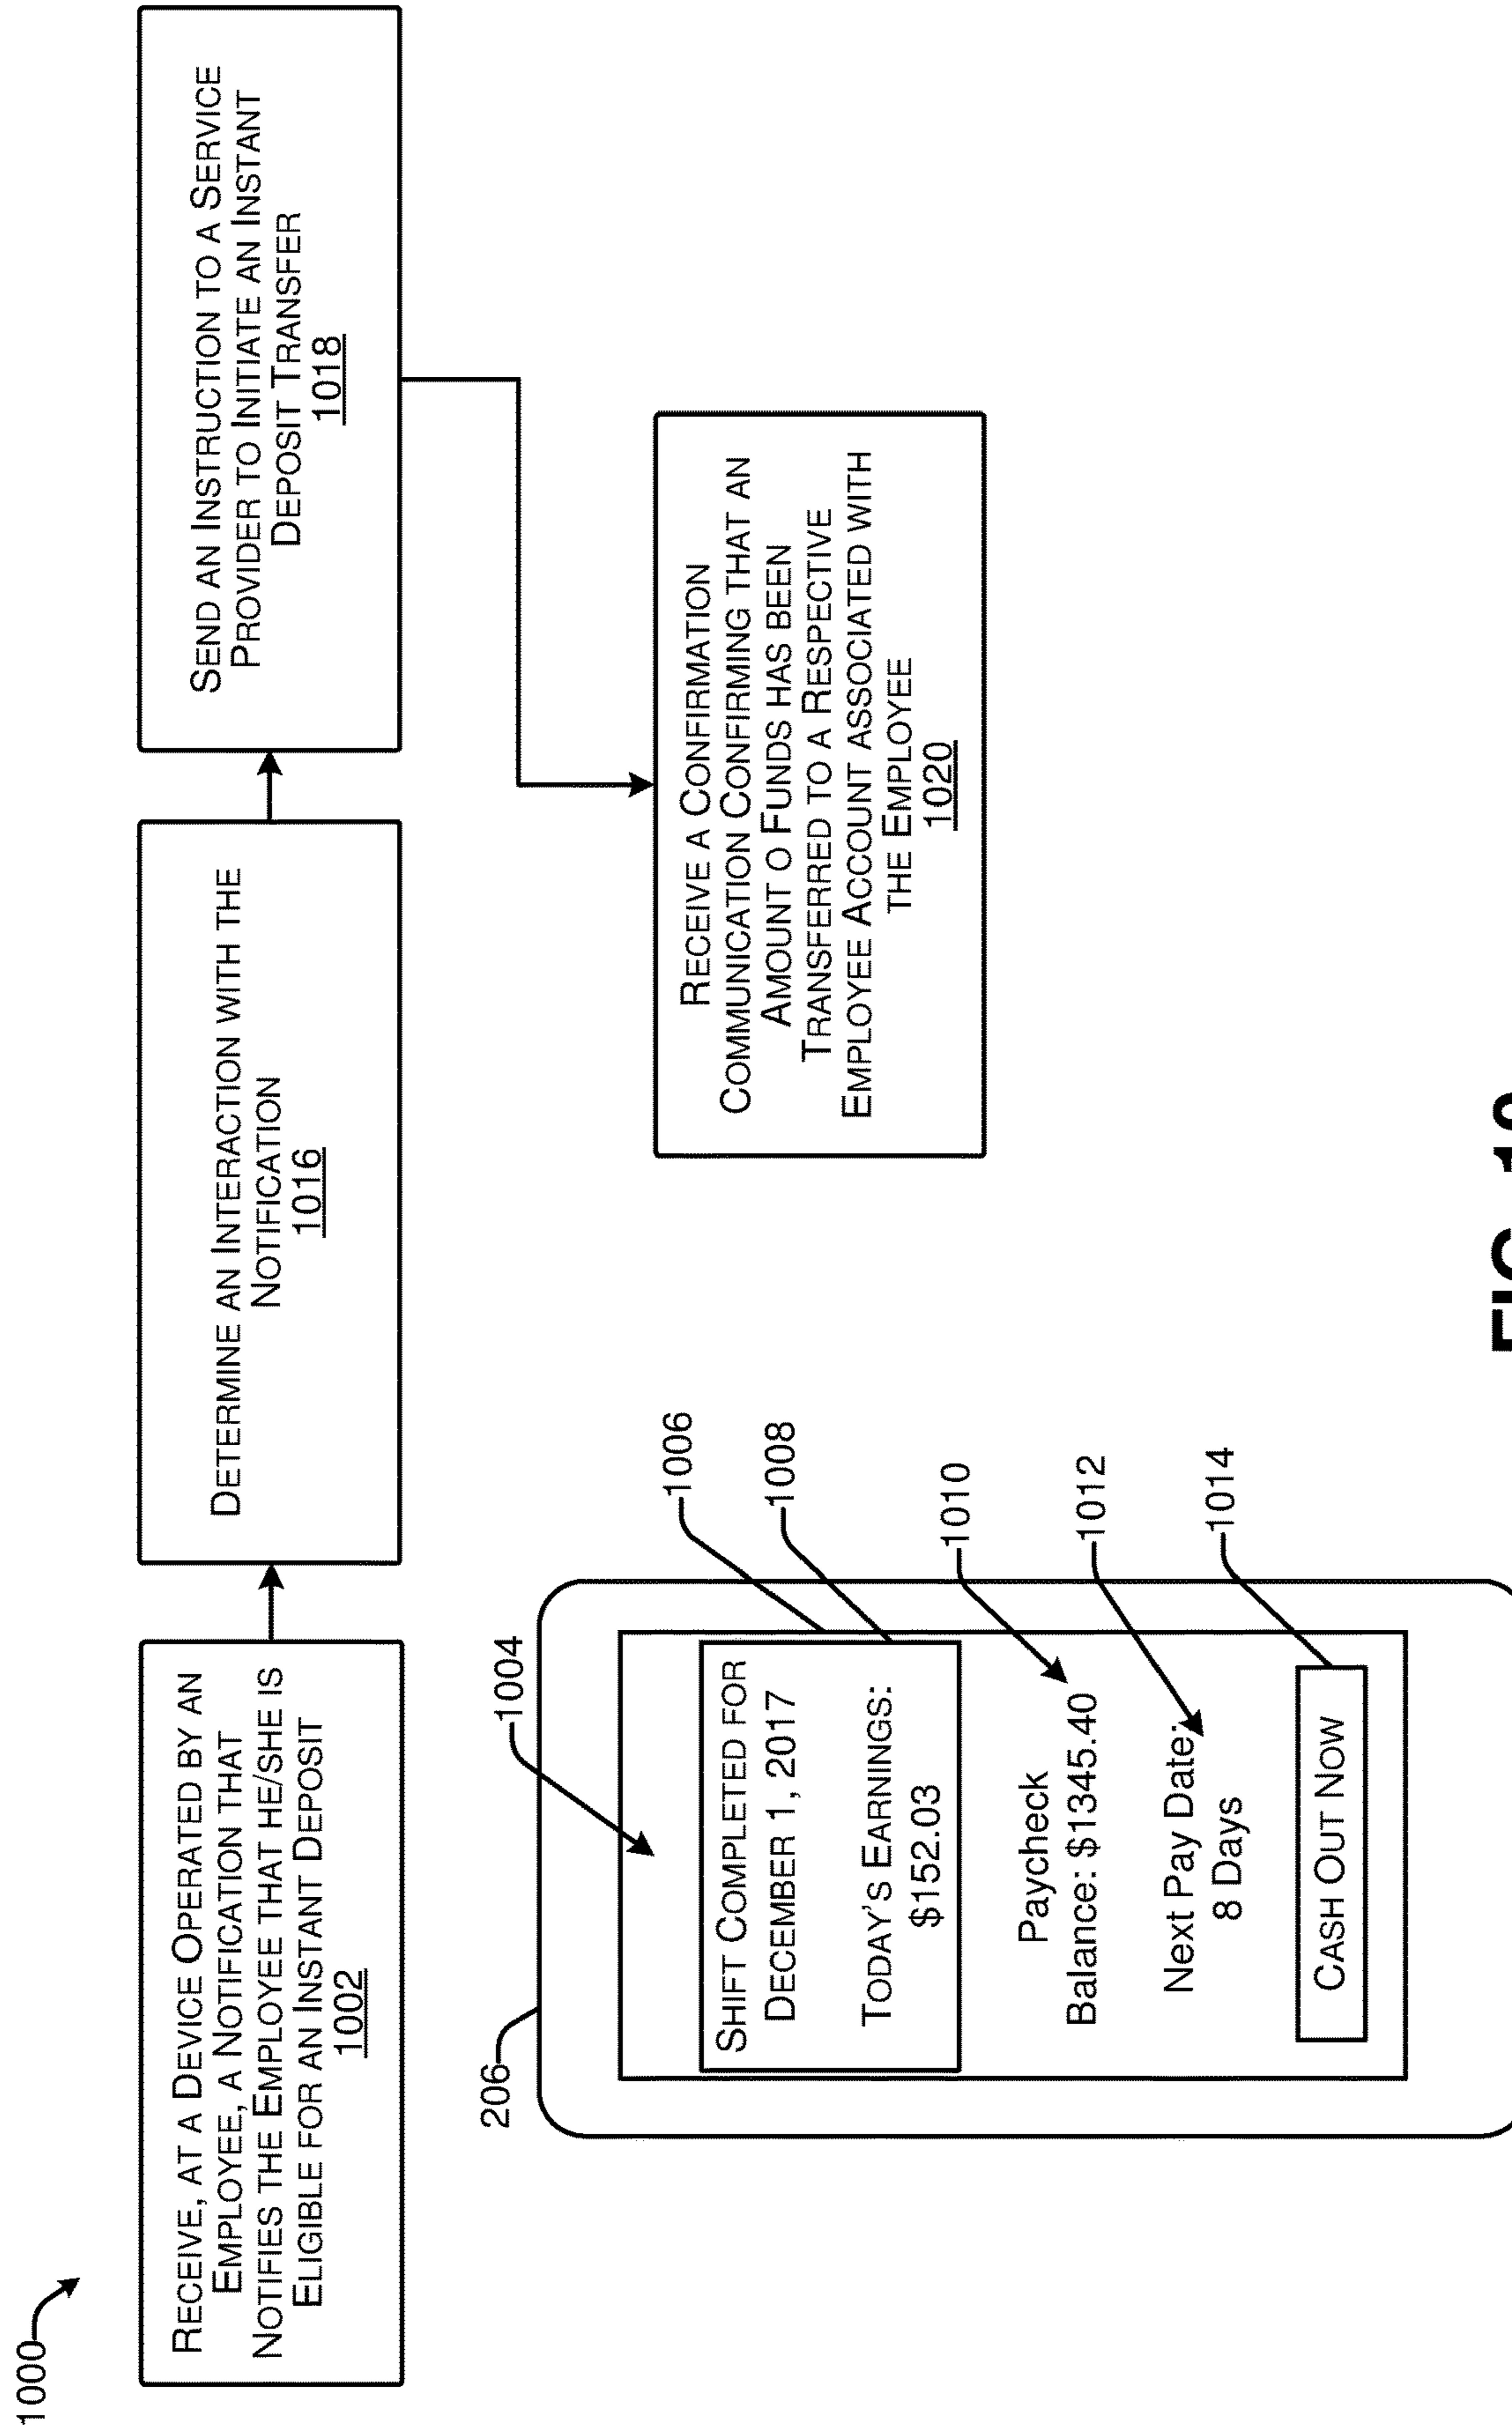 1000
RECEIVE, AT A DEVICE OPERATED BY AN
EMPLOYEE, A NOTIFICATION THAT
NOTIFIES THE EMPLOYEE THAT HE/SHE IS
ELIGIBLE FOR AN INSTANT DEPOSIT
1002
DETERMINE AN INTERACTION WITH THE
NOTIFICATION
1016
SEND AN INSTRUCTION TO A SERVICE
PROVIDER TO INITIATE AN INSTANT
DEPOSIT TRANSFER
1018
RECEIVE A CONFIRMATION
COMMUNICATION CONFIRMING THAT AN
AMOUNT O FUNDS HAS BEEN
TRANSFERRED TO A RESPECTIVE
EMPLOYEE ACCOUNT ASSOCIATED WITH
THE EMPLOYEE
1020
206
1004
SHIFT COMPLETED FOR
DECEMBER 1, 2017
TODAY'S EARNINGS:
$152.03
Paycheck
Balance: $1345.40
Next Pay Date:
8 Days
CASH OUT NOW
1006
1008
1010
1012
1014
FIG. 10